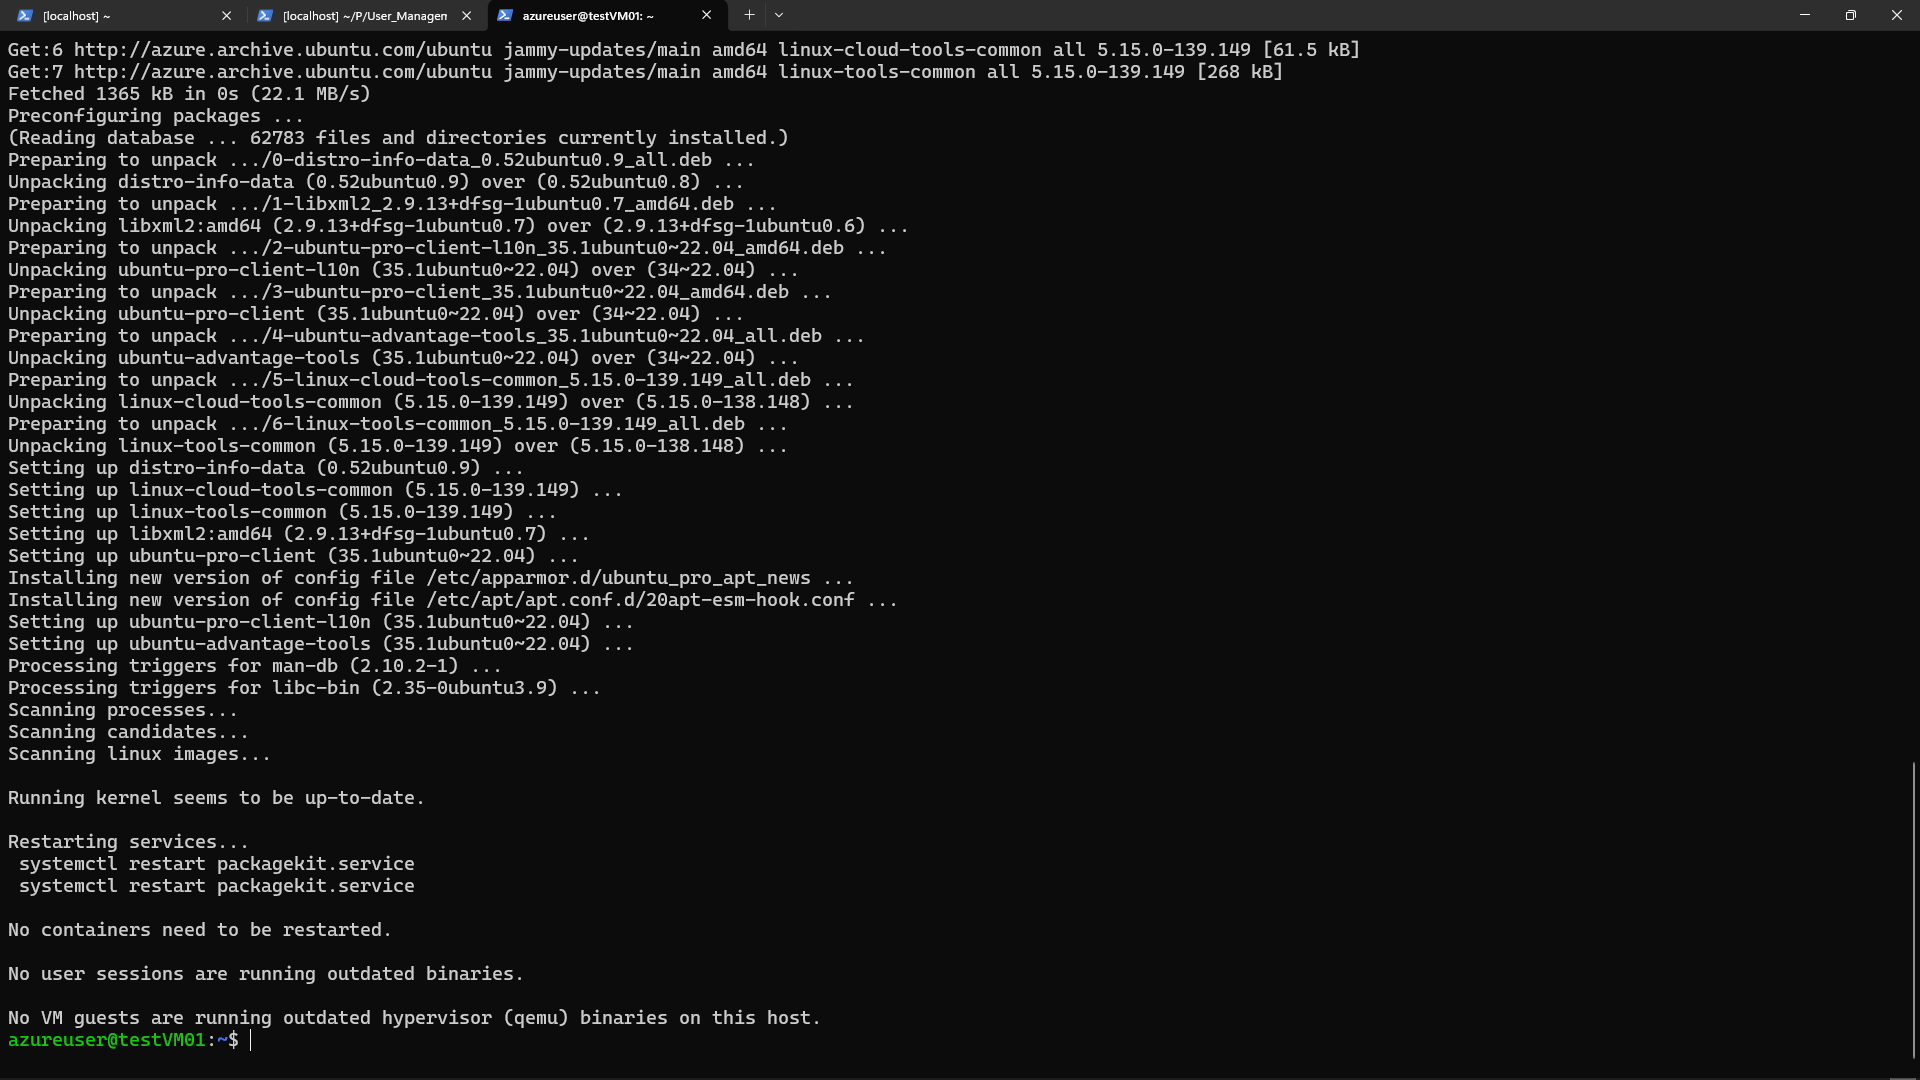 [localhost] ~
[localhost] ~/P/User_Managem
azureuser@testVM01: ~
Get:6 http://azure.archive.ubuntu.com/ubuntu jammy-updates/main amd64 linux-cloud-tools-common all 5.15.0-139.149 [61.5 kB]
Get:7 http://azure.archive.ubuntu.com/ubuntu jammy-updates/main amd64 linux-tools-common all 5.15.0-139.149 [268 kB]
Fetched 1365 kB in 0s (22.1 MB/s)
Preconfiguring packages ...
(Reading database ... 62783 files and directories currently installed.)
Preparing to unpack .../0-distro-info-data_0.52ubuntu0.9_all.deb ...
Unpacking distro-info-data (0.52ubuntu0.9) over (0.52ubuntu0.8) ...
Preparing to unpack .../1-libxml2_2.9.13+dfsg-1ubuntu0.7_amd64.deb ...
Unpacking libxml2:amd64 (2.9.13+dfsg-1ubuntu0.7) over (2.9.13+dfsg-1ubuntu0.6) ...
Preparing to unpack .../2-ubuntu-pro-client-l10n_35.1ubuntu0~22.04_amd64.deb ...
Unpacking ubuntu-pro-client-l10n (35.1ubuntu0~22.04) over (34~22.04) ...
Preparing to unpack .../3-ubuntu-pro-client_35.1ubuntu0~22.04_amd64.deb ...
Unpacking ubuntu-pro-client (35.1ubuntu0~22.04) over (34~22.04) ...
Preparing to unpack .../4-ubuntu-advantage-tools_35.1ubuntu0~22.04_all.deb ...
Unpacking ubuntu-advantage-tools (35.1ubuntu0~22.04) over (34~22.04) ...
Preparing to unpack .../5-linux-cloud-tools-common_5.15.0-139.149_all.deb ...
Unpacking linux-cloud-tools-common (5.15.0-139.149) over (5.15.0-138.148) ...
Preparing to unpack .../6-linux-tools-common_5.15.0-139.149_all.deb ...
Unpacking linux-tools-common (5.15.0-139.149) over (5.15.0-138.148) ...
Setting up distro-info-data (0.52ubuntu0.9) ...
Setting up linux-cloud-tools-common (5.15.0-139.149) ...
Setting up linux-tools-common (5.15.0-139.149) ...
Setting up libxml2:amd64 (2.9.13+dfsg-1ubuntu0.7) ...
Setting up ubuntu-pro-client (35.1ubuntu0~22.04) ...
Installing new version of config file /etc/apparmor.d/ubuntu_pro_apt_news ...
Installing new version of config file /etc/apt/apt.conf.d/20apt-esm-hook.conf ...
Setting up ubuntu-pro-client-l10n (35.1ubuntu0~22.04) ...
Setting up ubuntu-advantage-tools (35.1ubuntu0~22.04) ...
Processing triggers for man-db (2.10.2-1) ...
Processing triggers for libc-bin (2.35-0ubuntu3.9) ...
Scanning processes...
Scanning candidates...
Scanning linux images...
Running kernel seems to be up-to-date.
Restarting services...
systemctl restart packagekit.service
systemctl restart packagekit.service
No containers need to be restarted.
No user sessions are running outdated binaries.
No VM guests are running outdated hypervisor (qemu) binaries on this host.
azureuser@testVM01:~$